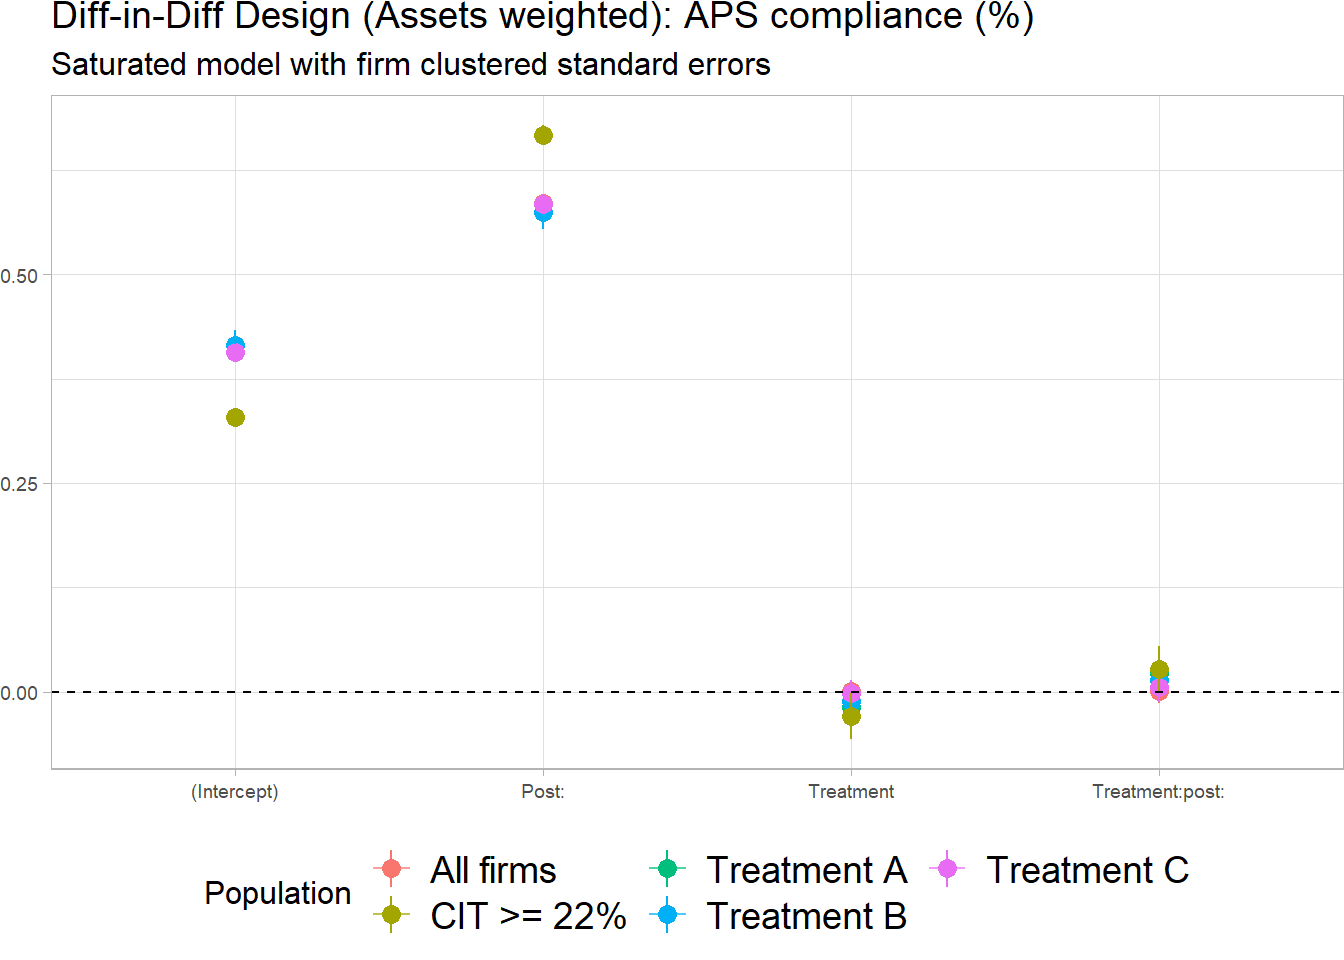 Diff-in-Diff Design (Assets weighted): APS compliance (%)
Saturated model with firm clustered standard errors
0.50
0.25
0.00
(Intercept) Post: Treatment Treatment:post:
Population
All firms Treatment A Treatment C
CIT >= 22% Treatment B